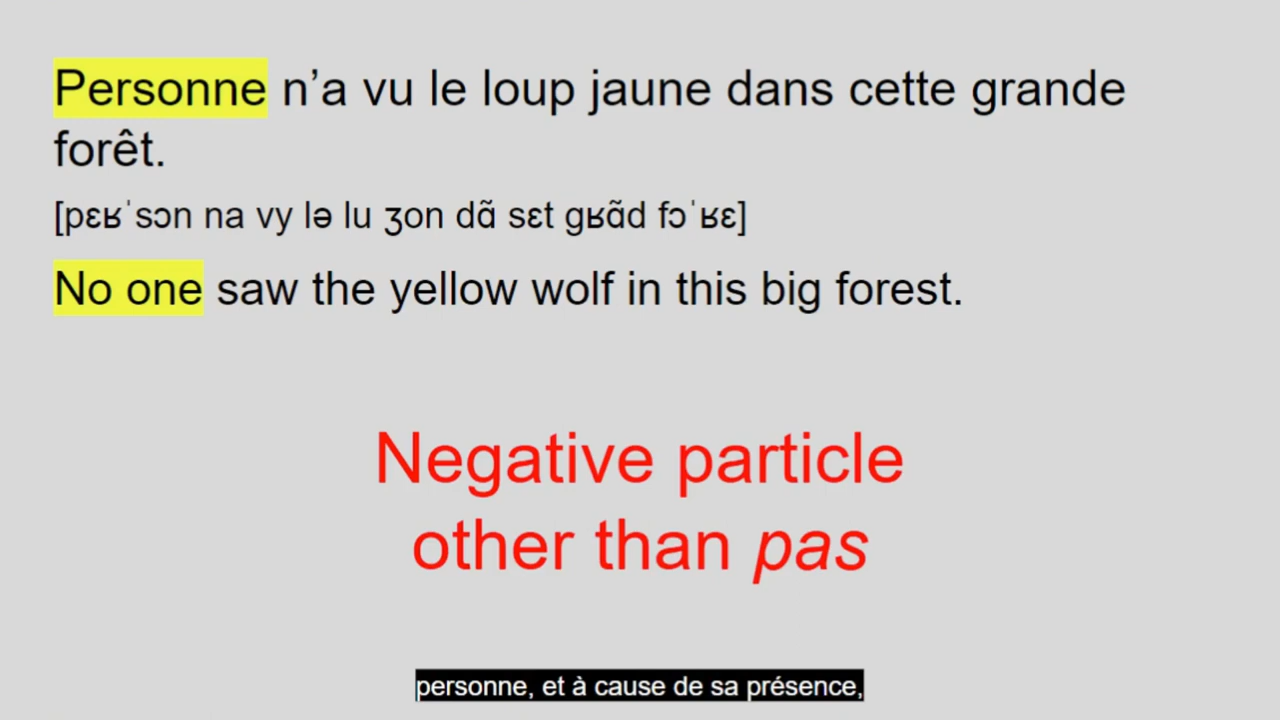 Personne n’a vu le loup jaune dans cette grande
forêt.
[pɛʁˈsɔn na vy lə lu ʒon dɑ̃ sɛt gʁɑ̃d fɔˈʁɛ]
No one saw the yellow wolf in this big forest.
Negative particle
other than pas
personne, et à cause de sa présence,